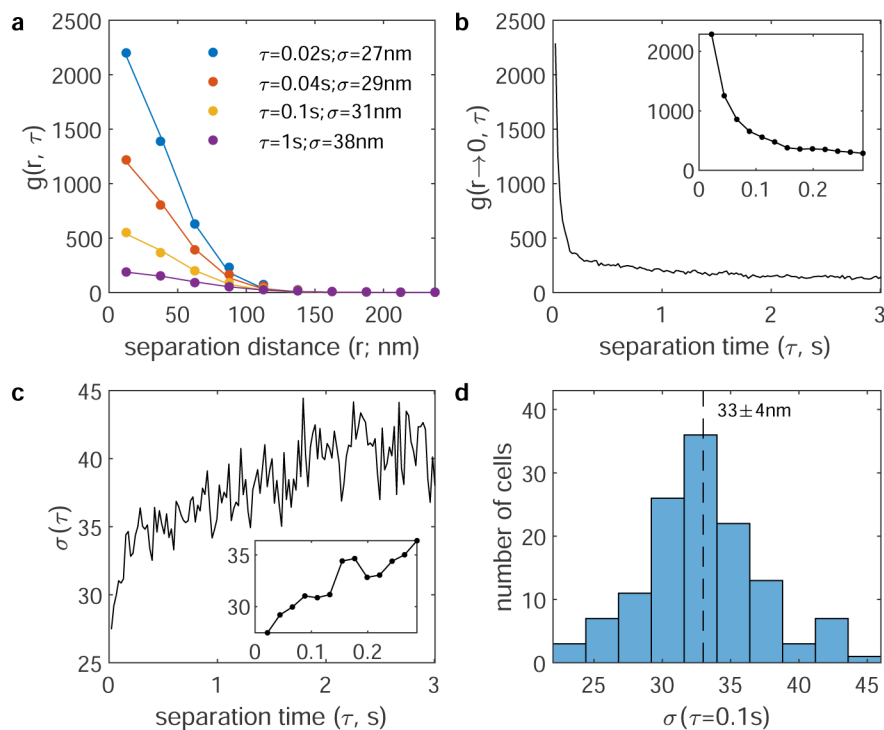 a
2500
2000
1500
1000
500
0
g(r, τ)
0 50 100 150 200
separation distance (r; nm)
τ=0.02s;σ=27nm
τ=0.04s;σ=29nm
τ=0.1s;σ=31nm
τ=1s;σ=38nm
b
2500
2000
1500
1000
500
0
g(r→0, τ)
0 1 2 3
separation time (τ, s)
2000
1000
0
0 0.1 0.2
c
45
40
35
30
25
σ(τ)
0 1 2 3
separation time (τ, s)
35
30
0 0.1 0.2
d
40
30
20
10
0
number of cells
33±4nm
25 30 35 40 45
σ(τ=0.1s)